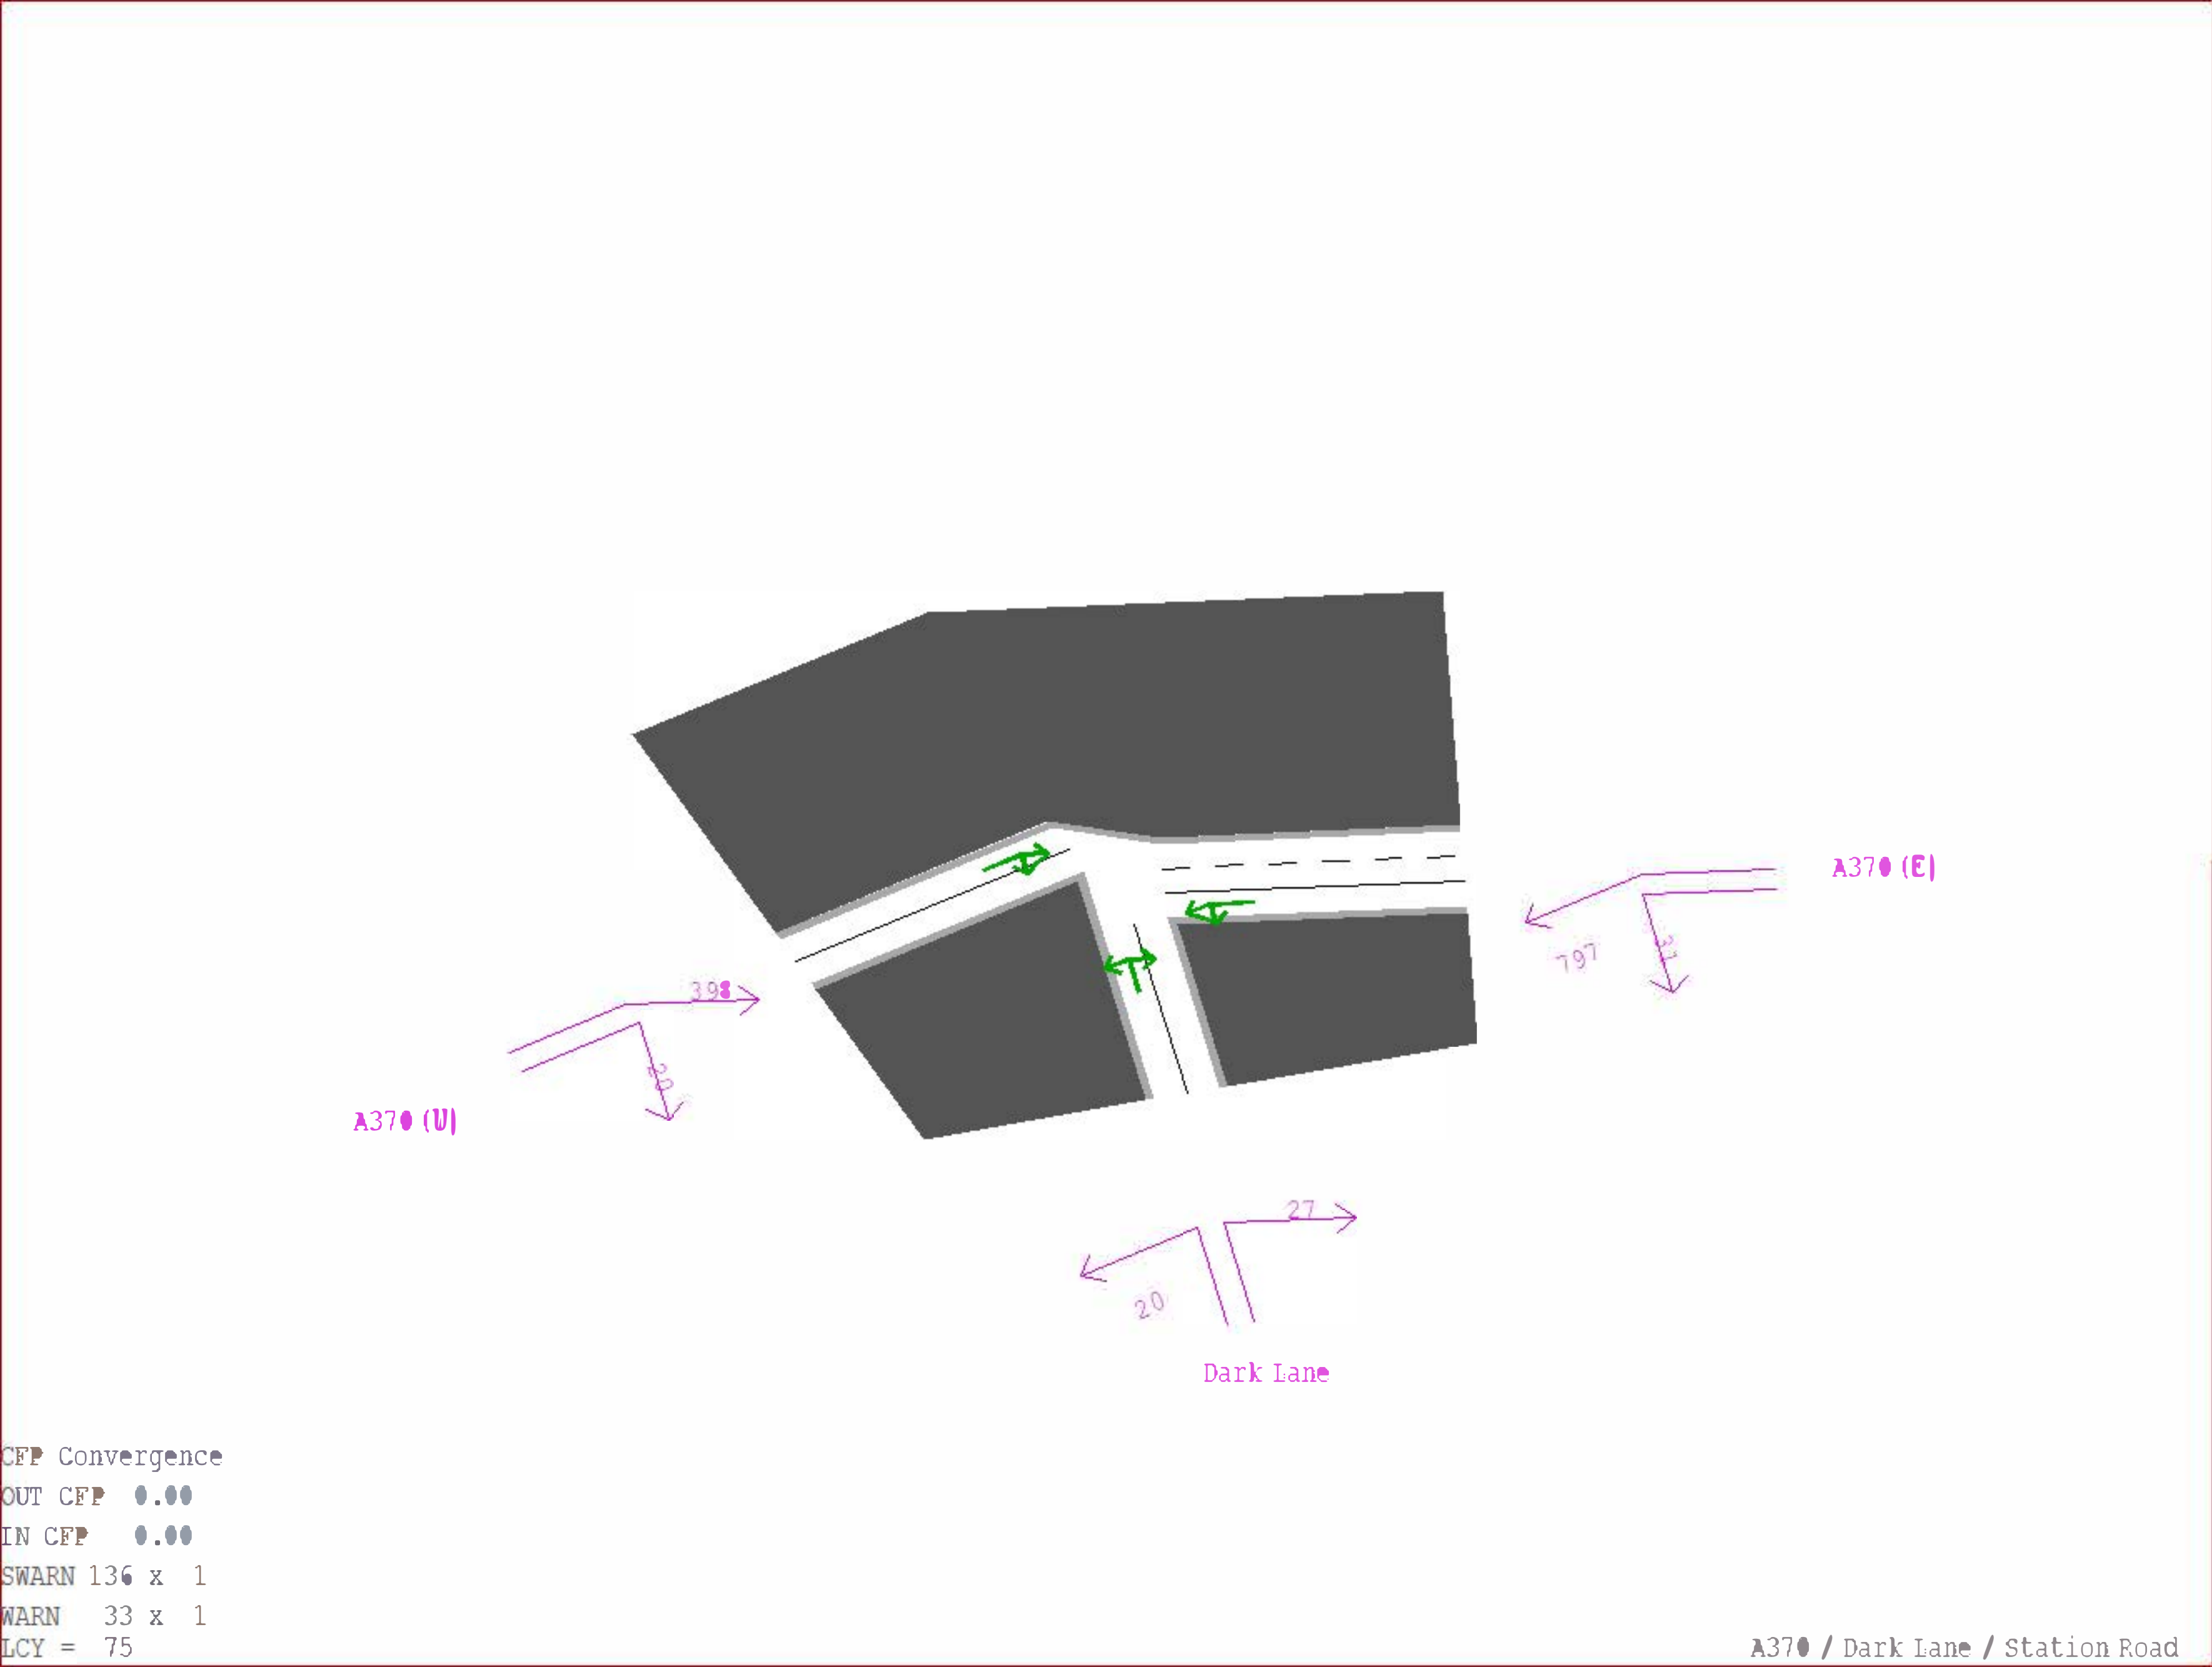 A370 (E)
797
31
398
20
A370 (W)
27
20
Dark Lane
CFP Convergence
OUT CFP 0.00
IN CFP 0.00
SWARN 136 x 1
WARN 33 x 1
LCY = 75
A370 / Dark Lane / Station Road